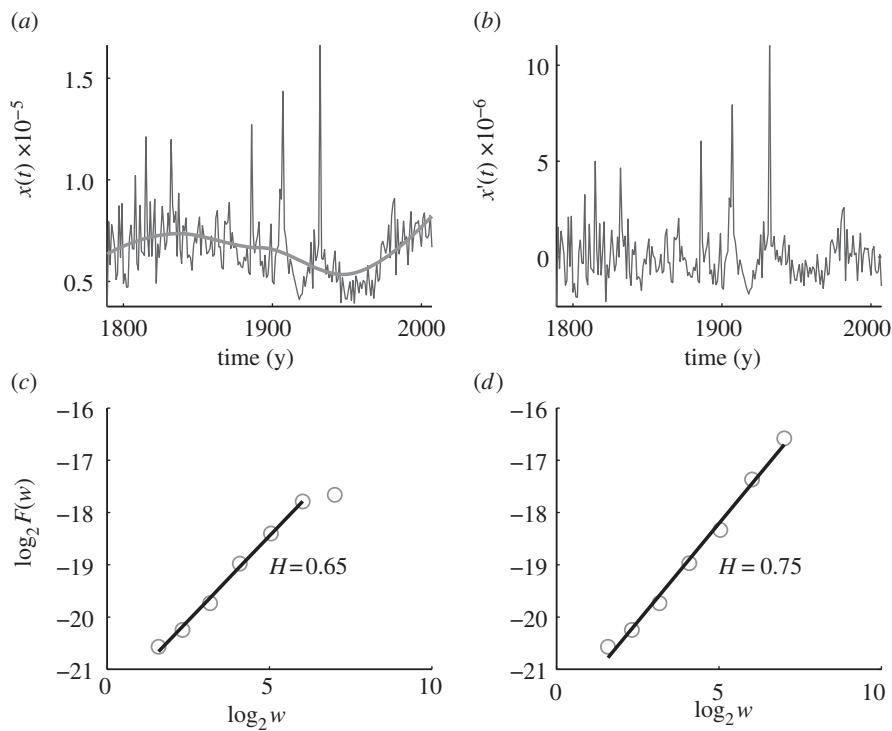 (a)
x(t) ×10⁻⁵
1.5
1.0
0.5
1800 1900 2000
time (y)
(b)
x'(t) ×10⁻⁶
10
5
0
1800 1900 2000
time (y)
(c)
log₂ F(w)
−16
−17
−18
−19
−20
−21
H = 0.65
0 5 10
log₂ w
(d)
−16
−17
−18
−19
−20
−21
H = 0.75
0 5 10
log₂ w